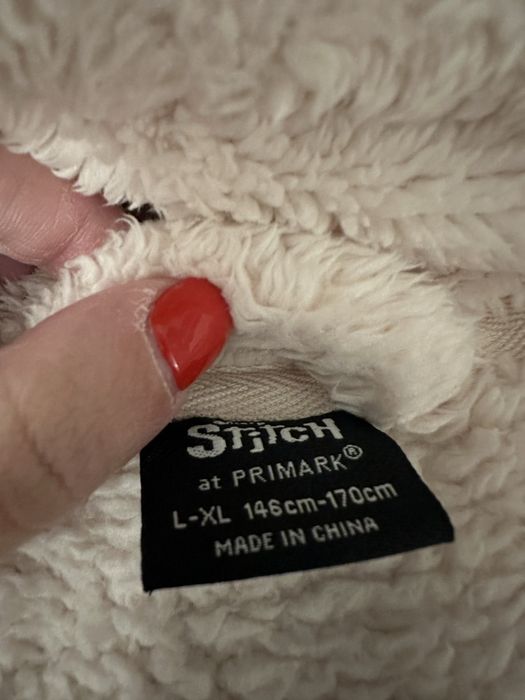 Stitch
at PRIMARK®
L-XL 146cm-170cm
MADE IN CHINA